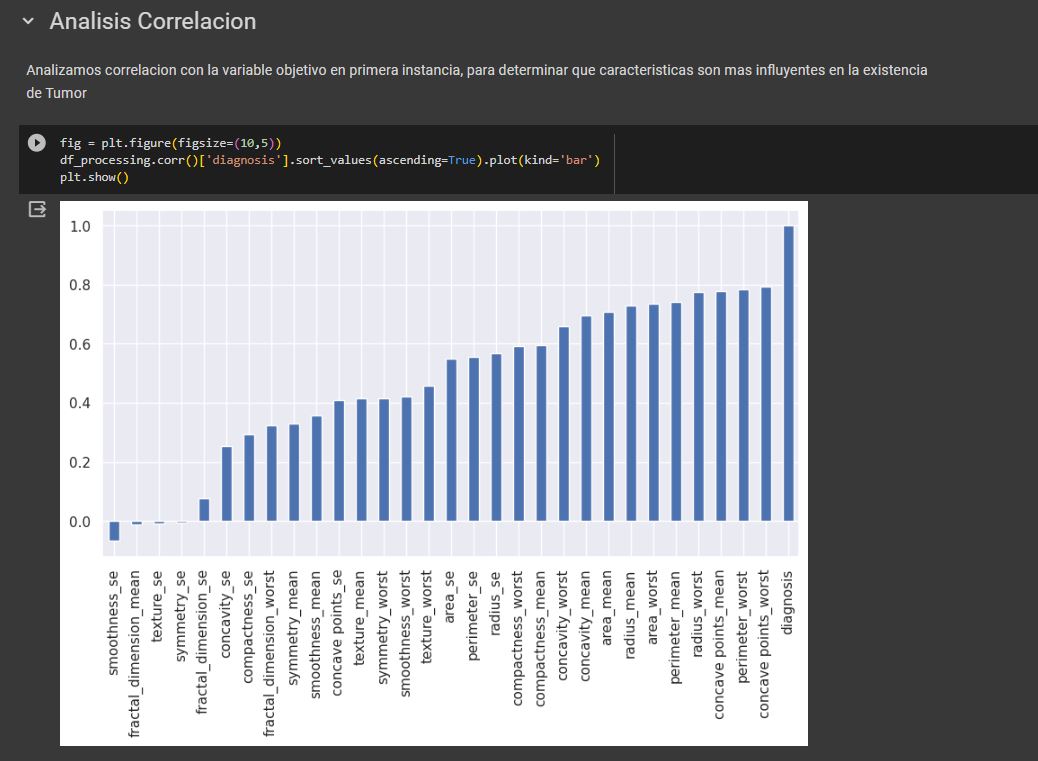 Analisis Correlacion
Analizamos correlacion con la variable objetivo en primera instancia, para determinar que caracteristicas son mas influyentes en la existencia
de Tumor
fig = plt.figure(figsize=(10,5))
df_processing.corr()['diagnosis'].sort_values(ascending=True).plot(kind='bar')
plt.show()
1.0
0.8
0.6
0.4
0.2
0.0
smoothness_se
fractal_dimension_mean
texture_se
symmetry_se
fractal_dimension_se
concavity_se
compactness_se
fractal_dimension_worst
symmetry_mean
smoothness_mean
concave points_se
texture_mean
symmetry_worst
smoothness_worst
texture_worst
area_se
perimeter_se
radius_se
compactness_worst
compactness_mean
concavity_worst
concavity_mean
area_mean
radius_mean
area_worst
perimeter_mean
radius_worst
concave points_mean
perimeter_worst
concave points_worst
diagnosis